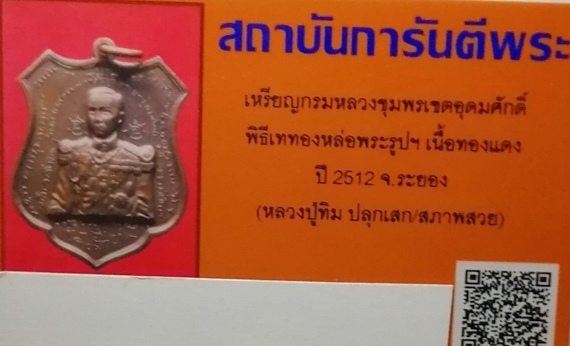 สถาบันการันตีพระ
เหรียญกรมหลวงชุมพรเขตอุดมศักดิ์
พิธีเททองหล่อพระรูปฯ เนื้อทองแดง
ปี 2512 จ.ระยอง
(หลวงปู่ทิม ปลุกเสก/สภาพสวย)